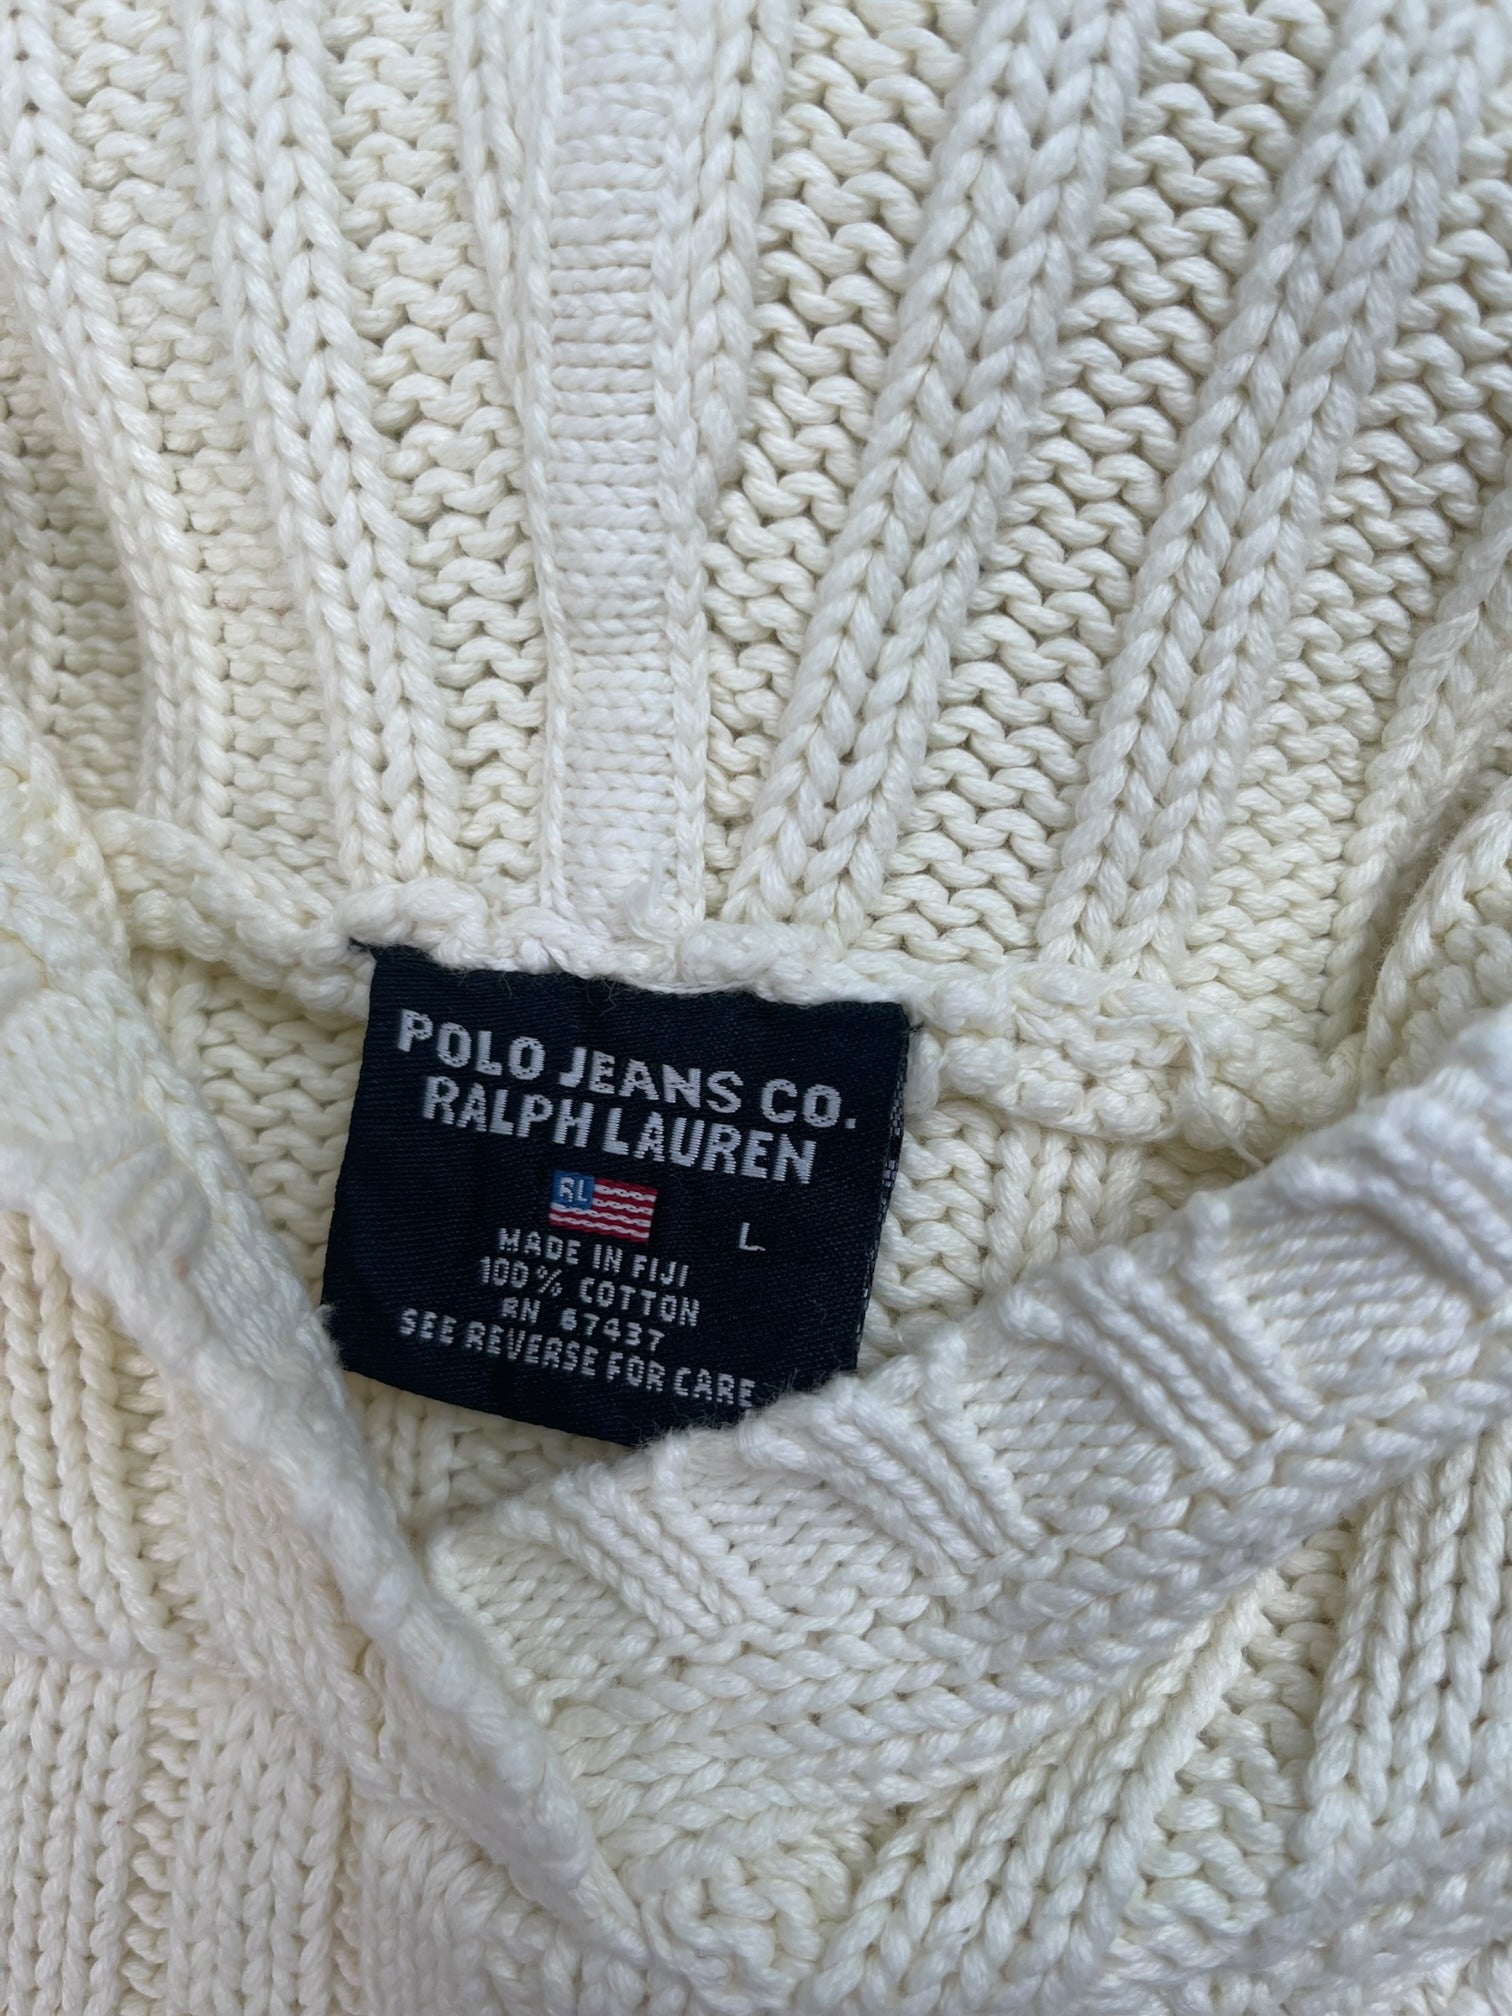 POLO JEANS CO.
RALPH LAUREN
RL
L
MADE IN FIJI
100% COTTON
RN 67437
SEE REVERSE FOR CARE